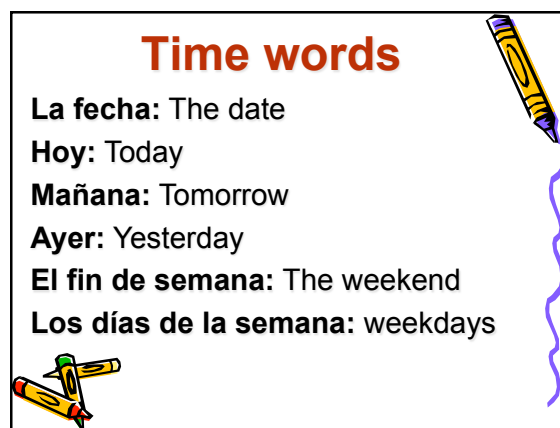 Time words
La fecha: The date
Hoy: Today
Mañana: Tomorrow
Ayer: Yesterday
El fin de semana: The weekend
Los días de la semana: weekdays